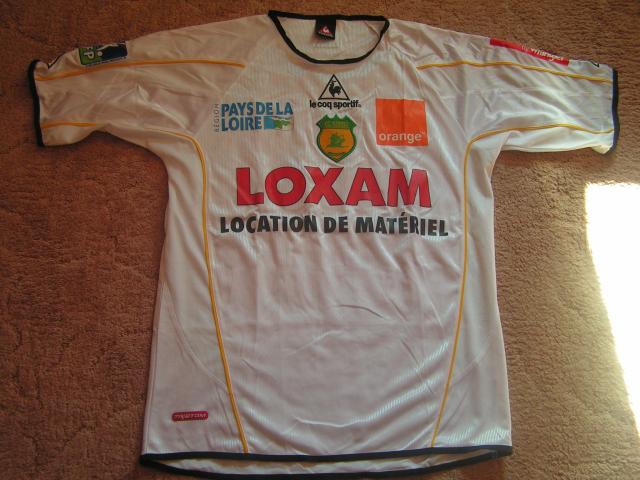 RÉGION
PAYS DE LA
LOIRE
le coq sportif
orange
LOXAM
LOCATION DE MATÉRIEL